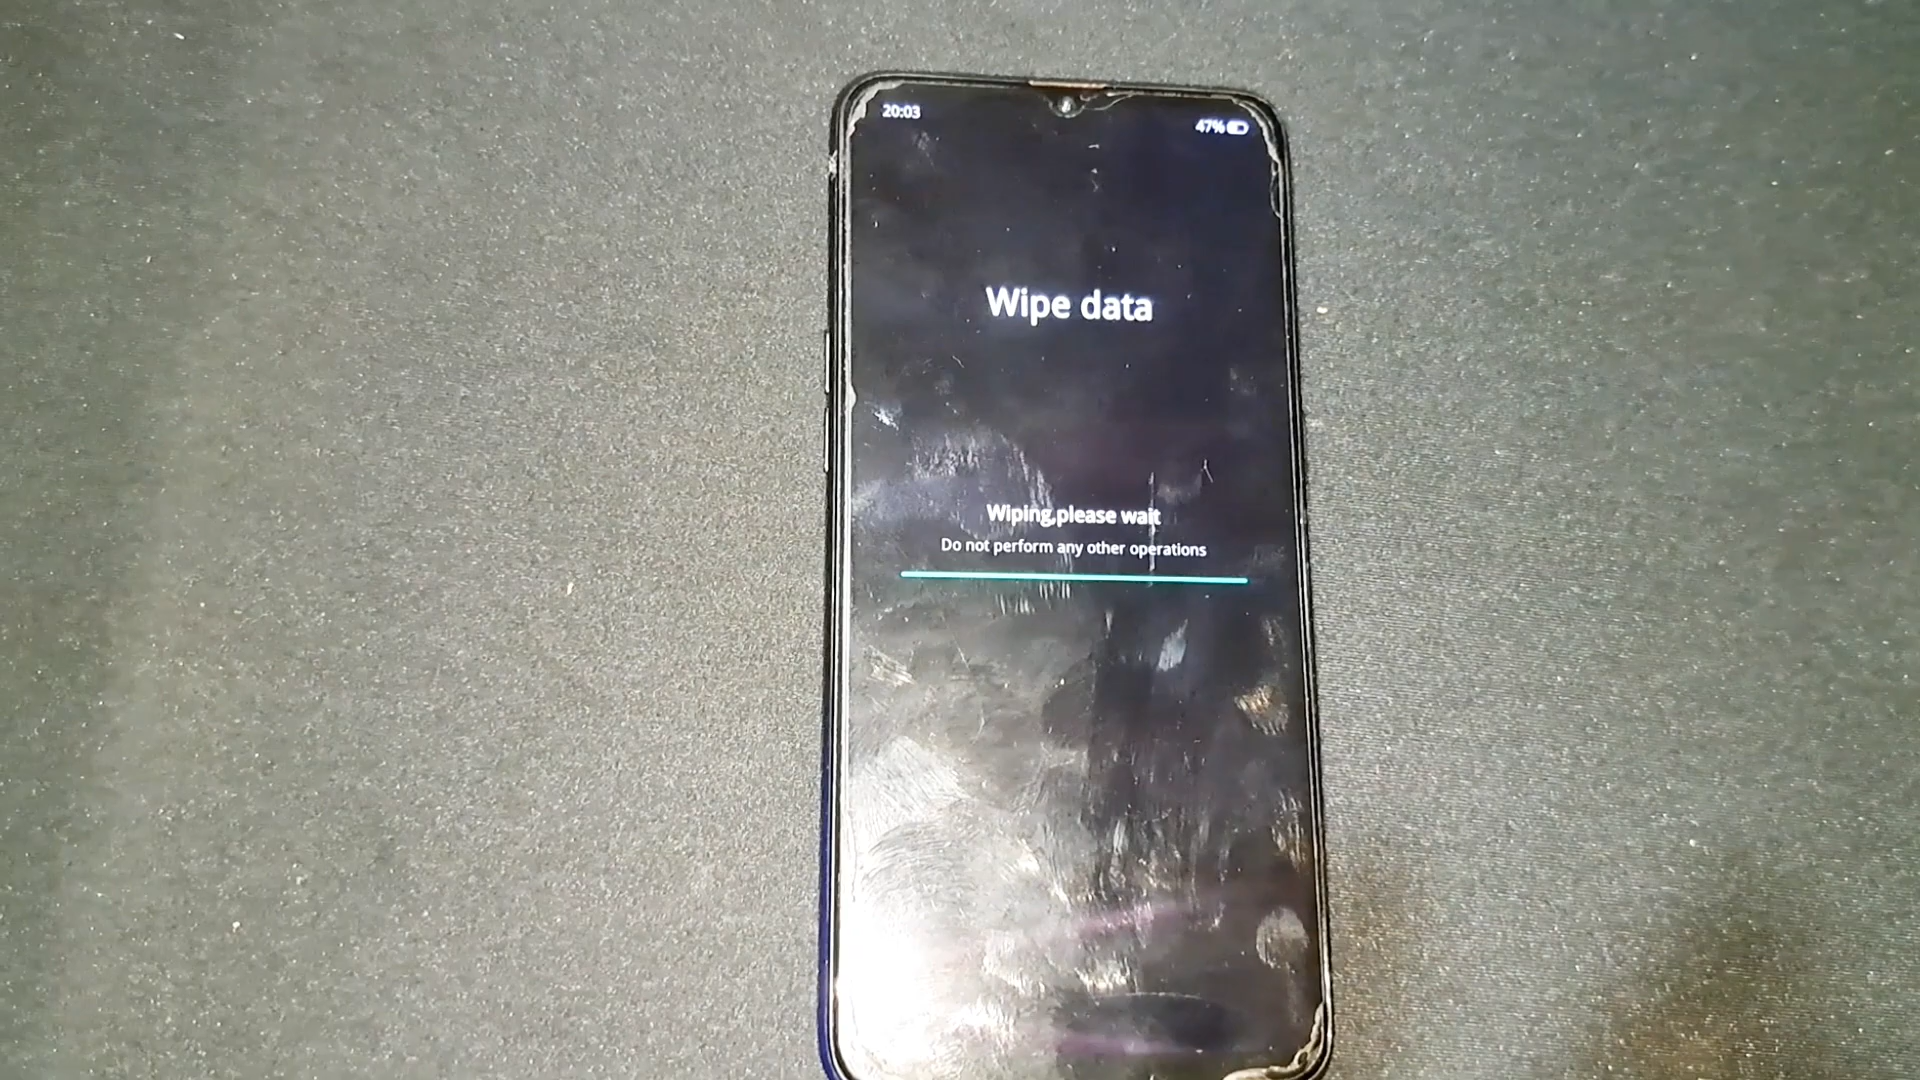 20:03
47%
Wipe data
Wiping,please wait
Do not perform any other operations